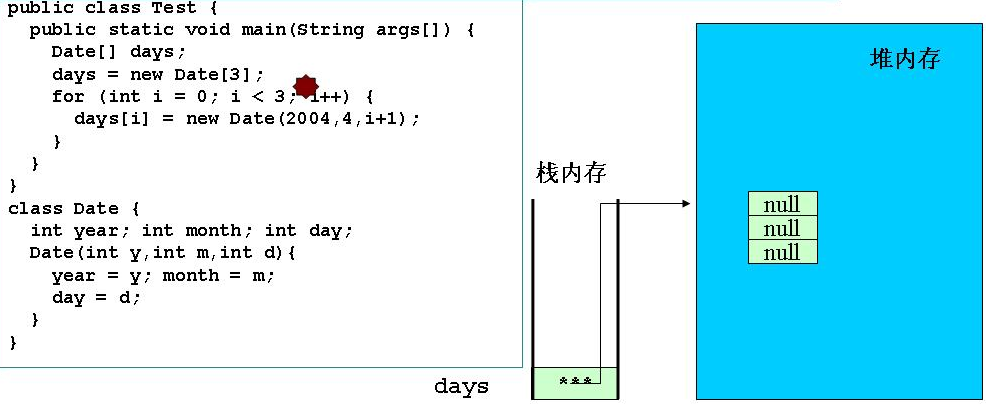 public class Test {
public static void main(String args[]) {
Date[] days;
days = new Date[3];
for (int i = 0; i < 3; i++) {
days[i] = new Date(2004,4,i+1);
}
}
}
class Date {
int year; int month; int day;
Date(int y,int m,int d){
year = y; month = m;
day = d;
}
}
栈内存
days
***
堆内存
null
null
null